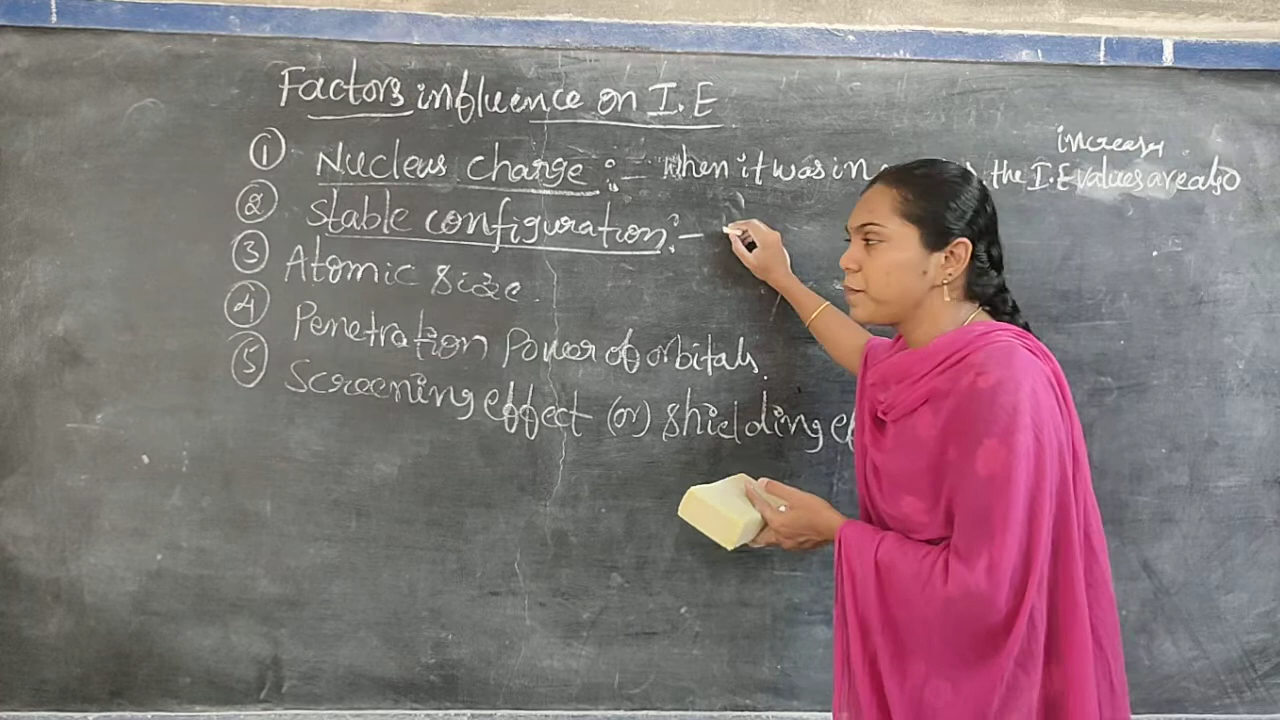 Factors influence on I.E
① Nucleus charge :- when it was in the I.E values are also increases
② Stable configuration :-
③ Atomic size.
④ Penetration Power of orbitals.
⑤ Screening effect (or) shielding